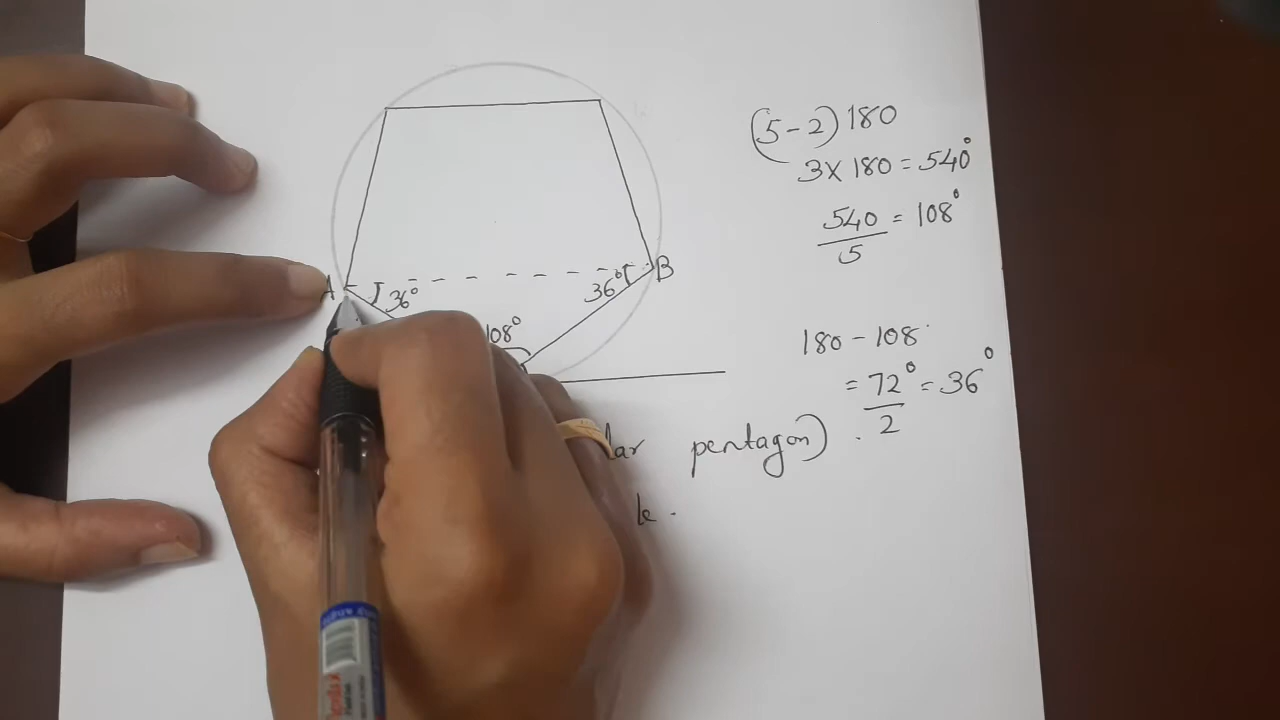 (5-2) 180
3 x 180 = 540°
540/5 = 108°
A
36°
36°
B
108°
180 - 108
= 72°/2 = 36°
pentagon) .